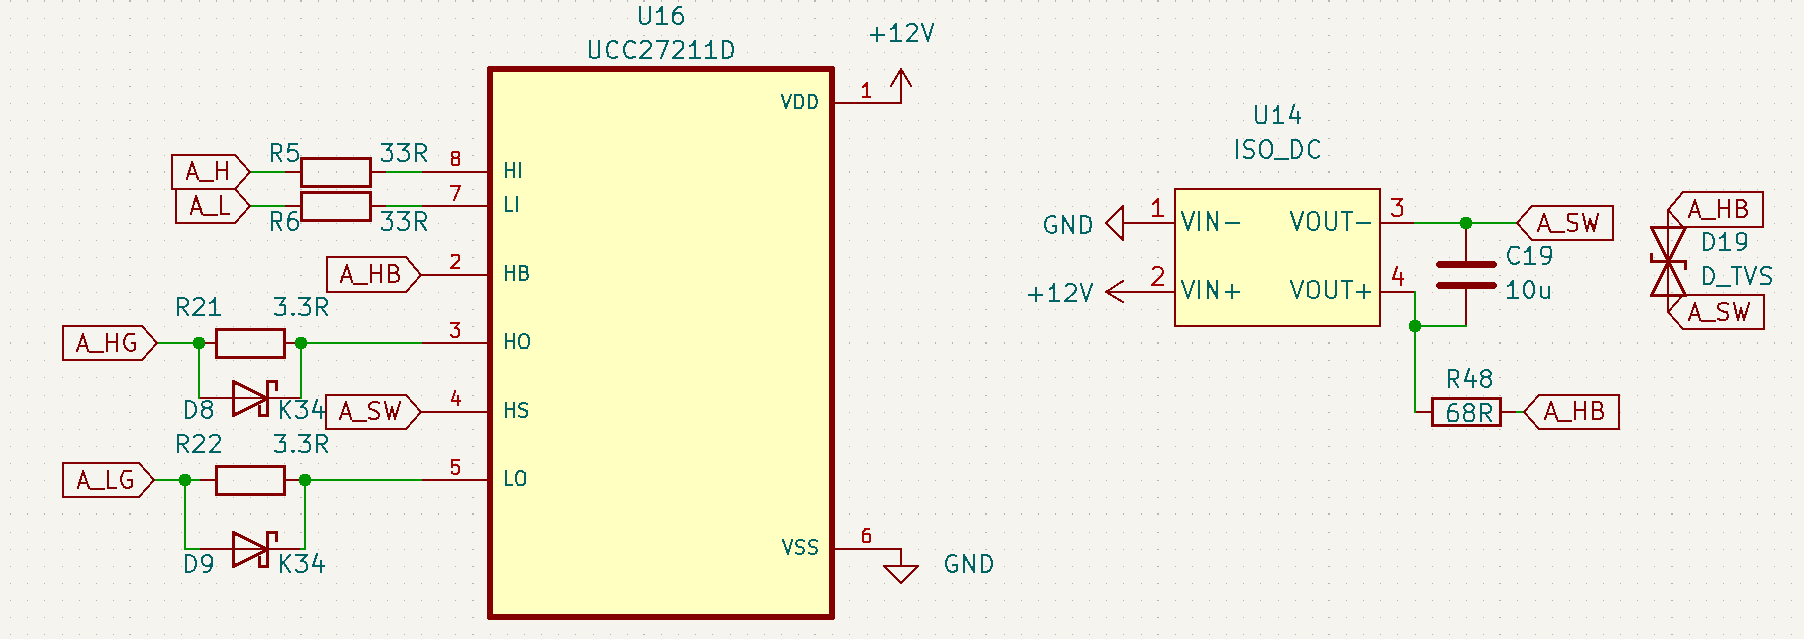 U16
UCC27211D
+12V
VDD
1
A_H
R5
33R
8
HI
A_L
R6
33R
7
LI
A_HB
2
HB
R21
3.3R
A_HG
3
HO
D8
K34
A_SW
4
HS
R22
3.3R
A_LG
5
LO
D9
K34
VSS
6
GND
U14
ISO_DC
GND
1
VIN-
VOUT-
3
A_SW
+12V
2
VIN+
VOUT+
4
C19
10u
R48
68R
A_HB
A_HB
D19
D_TVS
A_SW